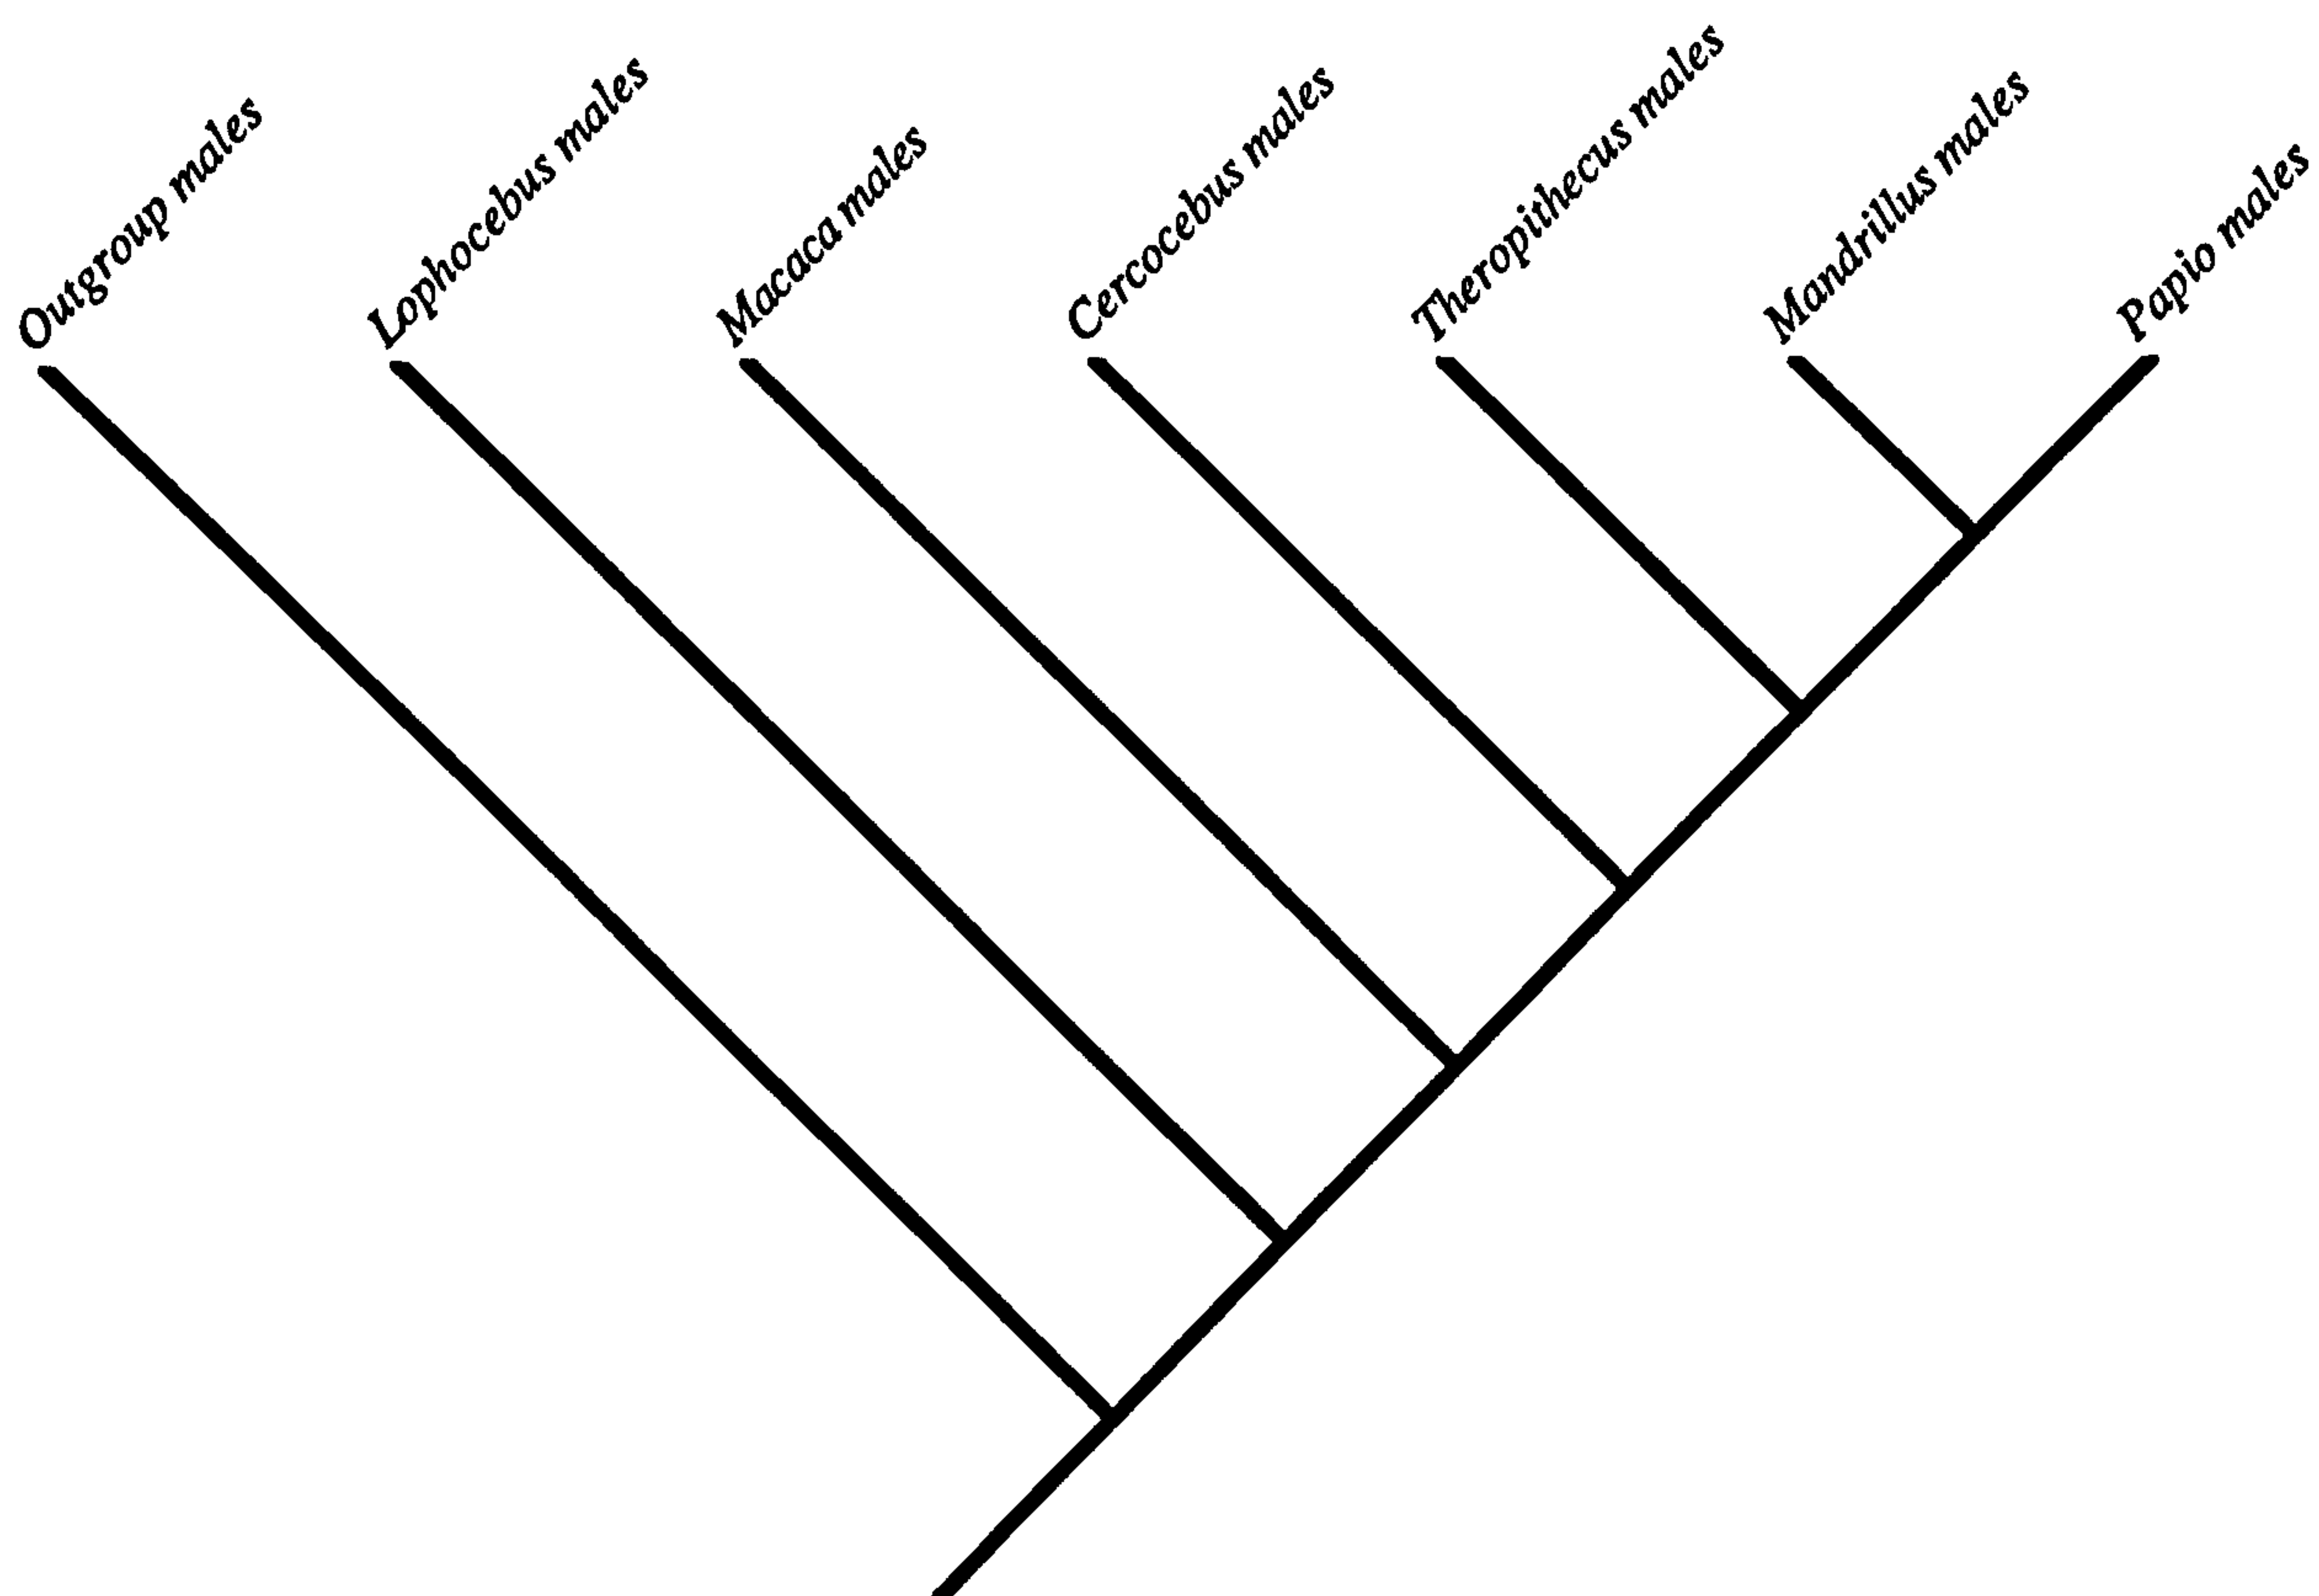 Outgroup males
Lophocebus males
Macaca males
Cercocebus males
Theropithecus males
Mandrillus males
Papio males